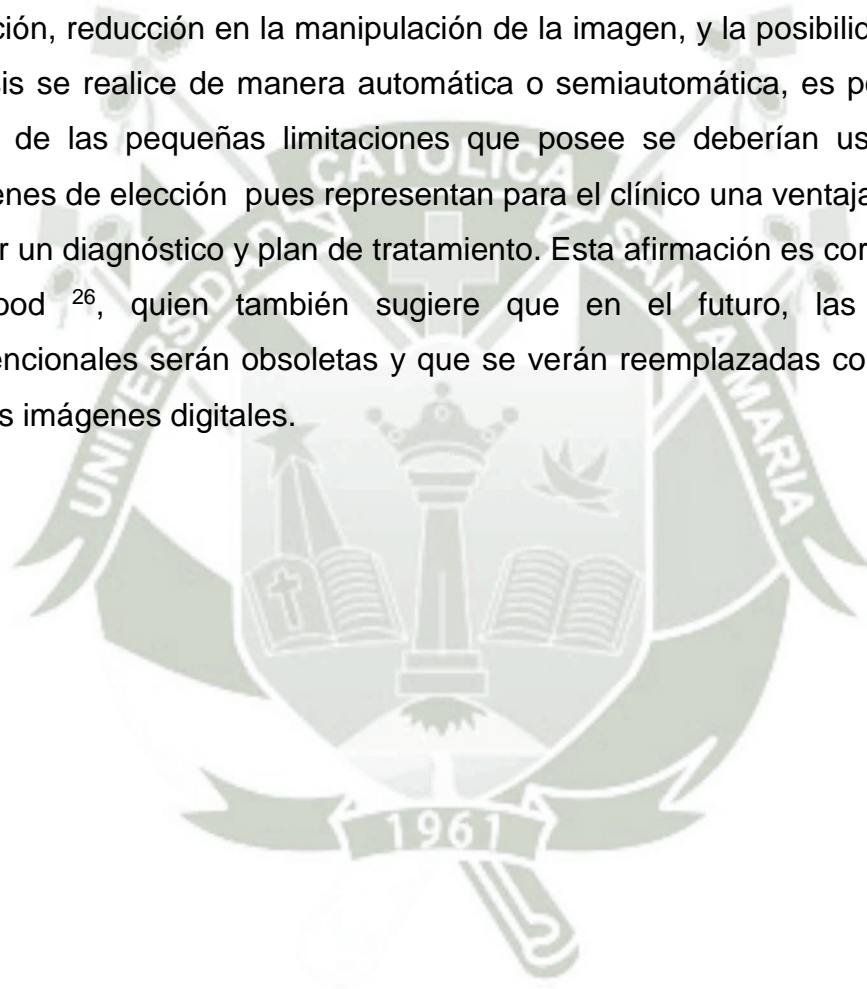 ción, reducción en la manipulación de la imagen, y la posibilid
sis se realice de manera automática o semiautomática, es p
de las pequeñas limitaciones que posee se deberían us
enes de elección pues representan para el clínico una ventaja
r un diagnóstico y plan de tratamiento. Esta afirmación es cor
ood ²⁶, quien también sugiere que en el futuro, las
encionales serán obsoletas y que se verán reemplazadas co
s imágenes digitales.
UNIVERSIDAD CATOLICA SANTA MARIA
1961